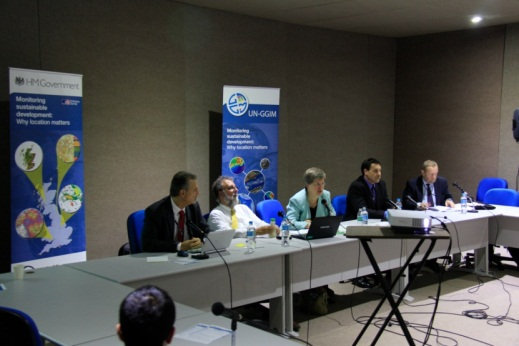 HM Government
Monitoring
sustainable
development:
Why location matters
UN-GGIM
Monitoring
sustainable
development:
Why location matters